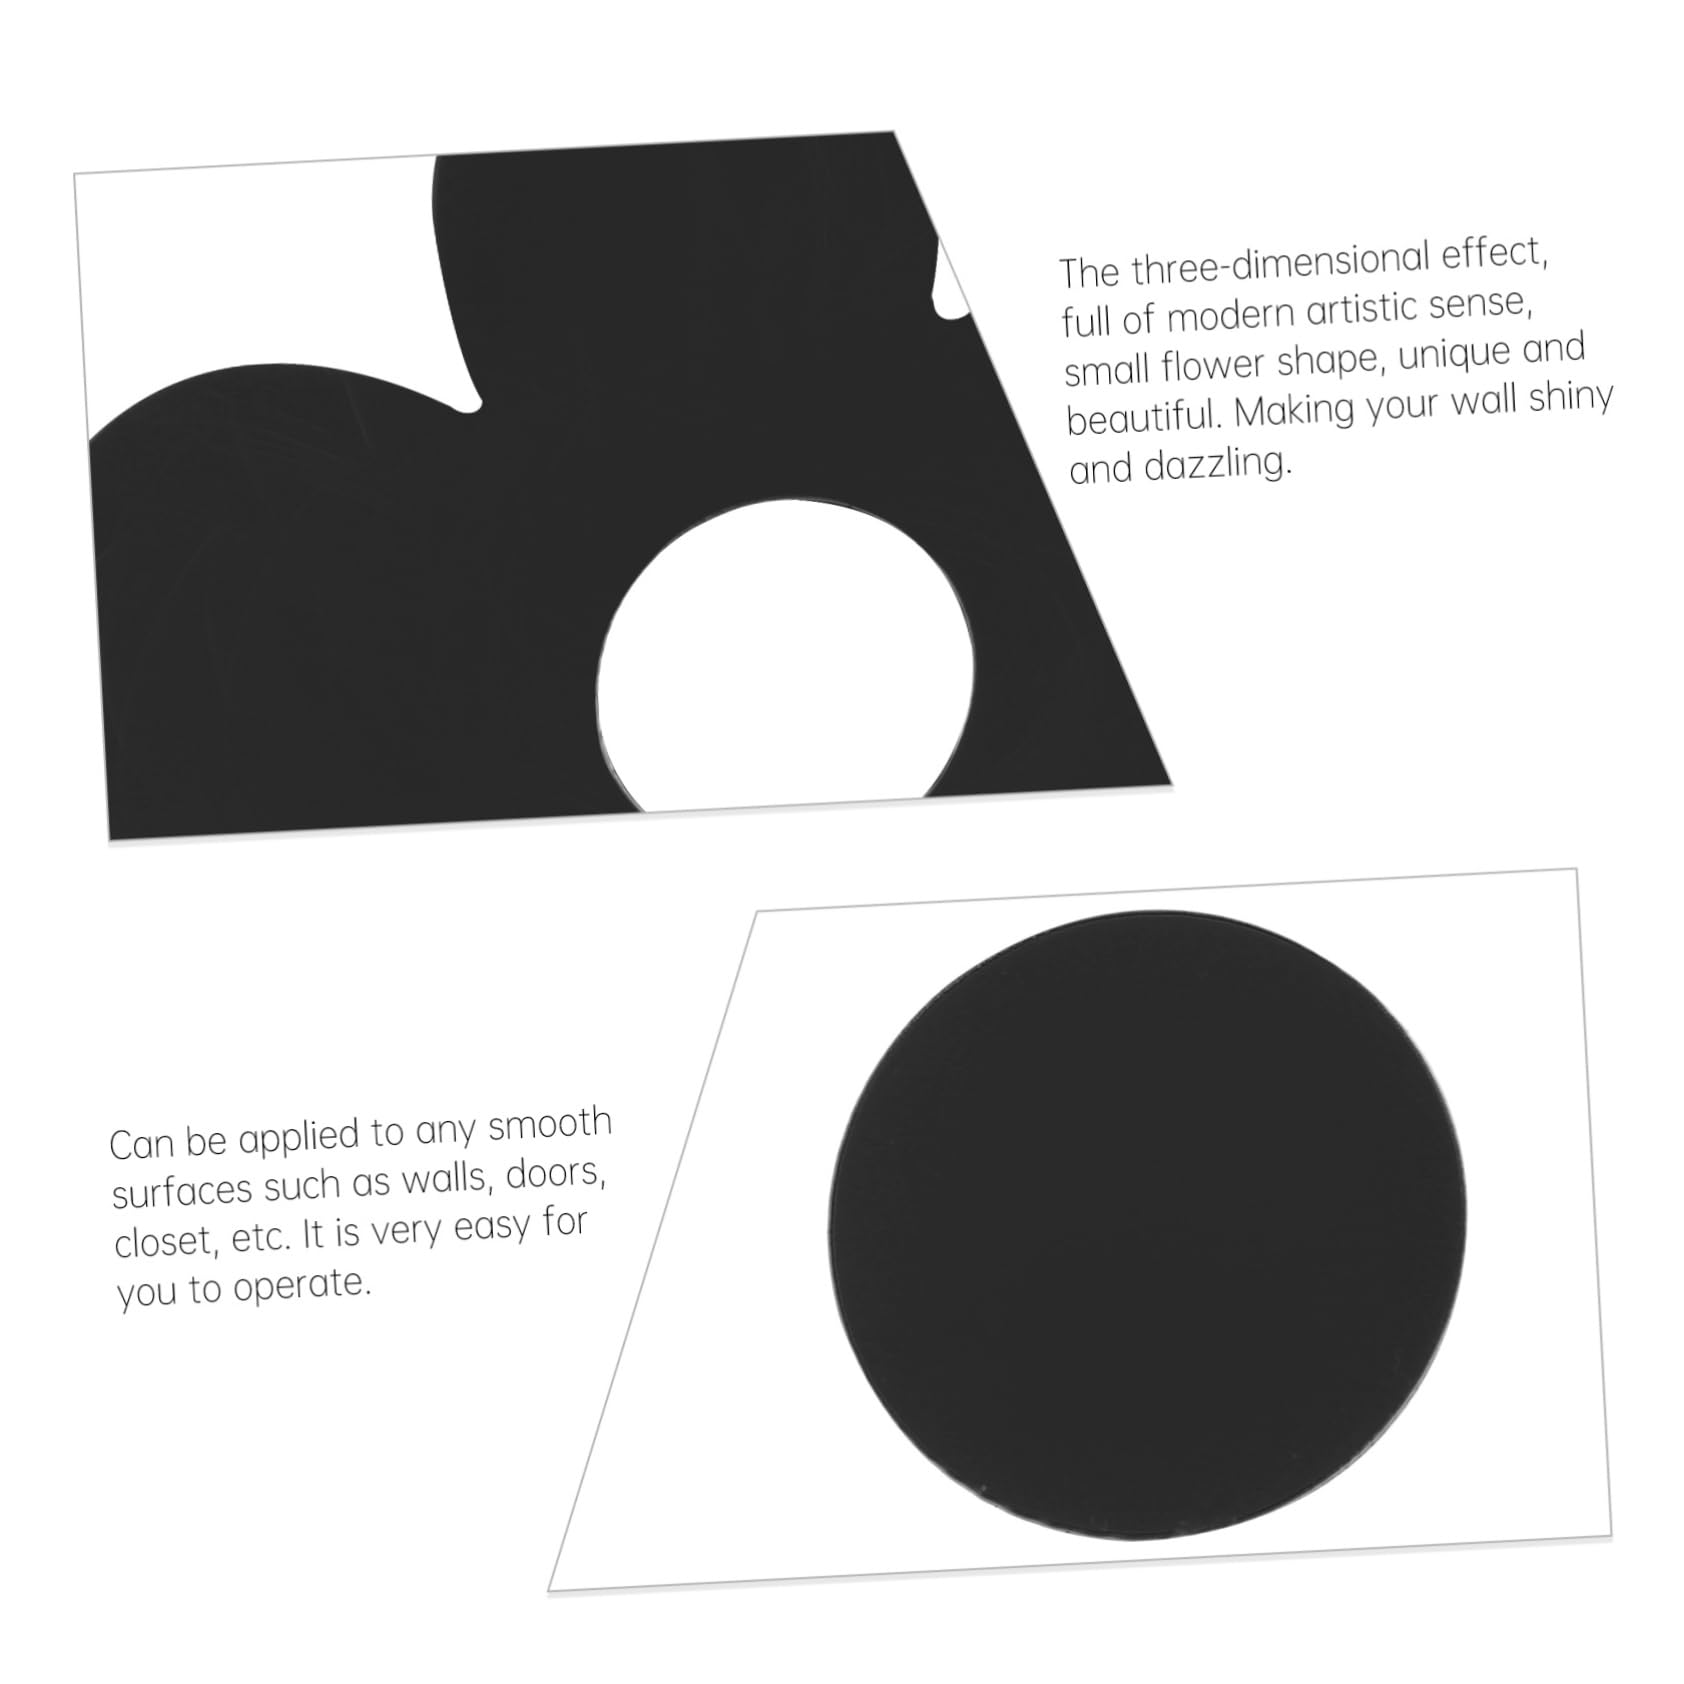 The three-dimensional effect,
full of modern artistic sense,
small flower shape, unique and
beautiful. Making your wall shiny
and dazzling.
Can be applied to any smooth
surfaces such as walls, doors,
closet, etc. It is very easy for
you to operate.